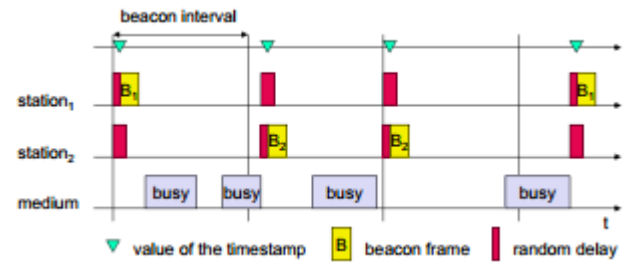 beacon interval
B1 B1
station1
B2 B2
station2
busy busy busy busy
medium
t
value of the timestamp B beacon frame random delay